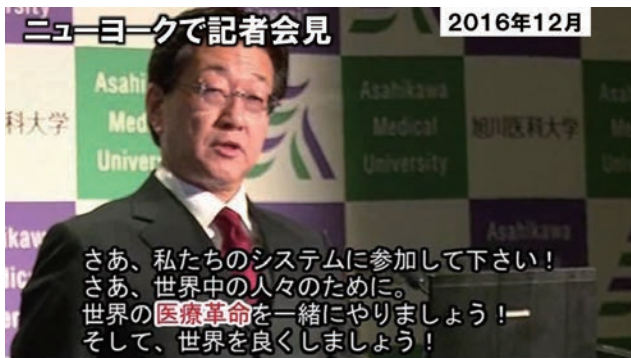 ニューヨークで記者会見
2016年12月
Asahi
Med
Univer
科大学
Asahikawa
Medical
University
旭川医科大学
Asahikawa
さあ、私たちのシステムに参加して下さい！
さあ、世界中の人々のために。
世界の医療革命を一緒にやりましょう！
そして、世界を良くしましょう！